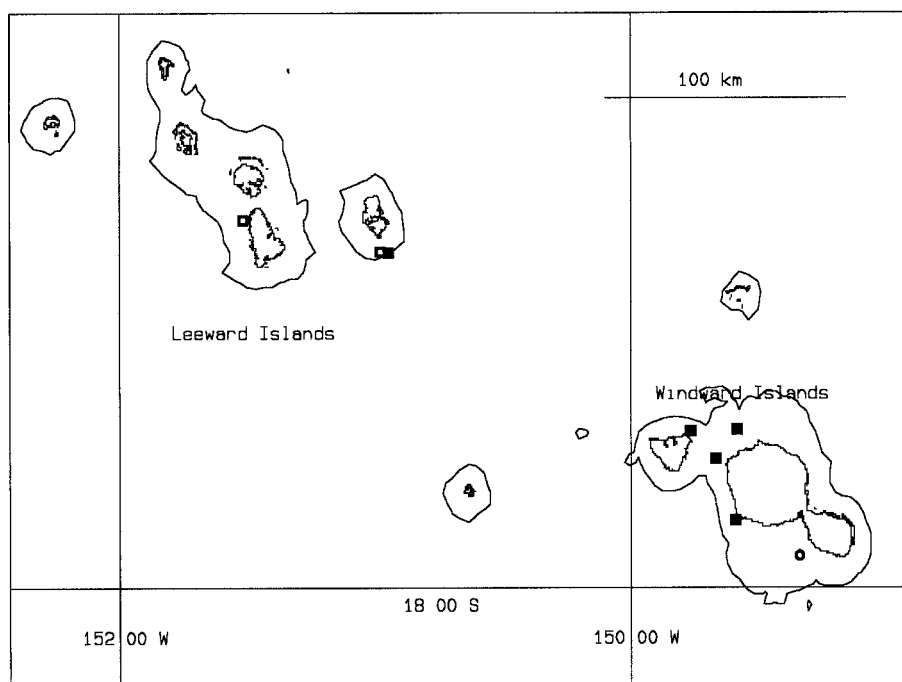 100 km
Leeward Islands
Windward Islands
18 00 S
152 00 W
150 00 W